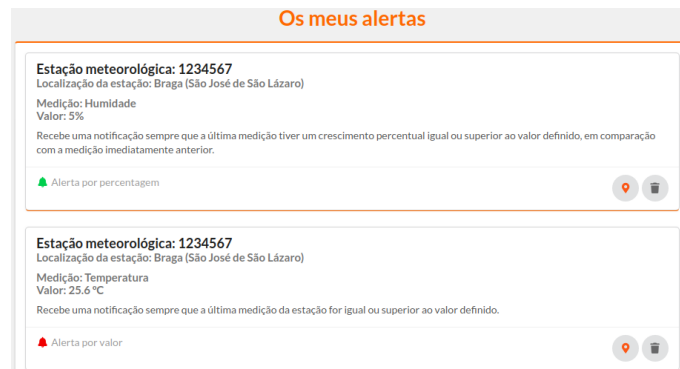 Os meus alertas
Estação meteorológica: 1234567
Localização da estação: Braga (São José de São Lázaro)
Medição: Humidade
Valor: 5%
Recebe uma notificação sempre que a última medição tiver um crescimento percentual igual ou superior ao valor definido, em comparação
com a medição imediatamente anterior.
Alerta por percentagem
Estação meteorológica: 1234567
Localização da estação: Braga (São José de São Lázaro)
Medição: Temperatura
Valor: 25.6 ºC
Recebe uma notificação sempre que a última medição da estação for igual ou superior ao valor definido.
Alerta por valor